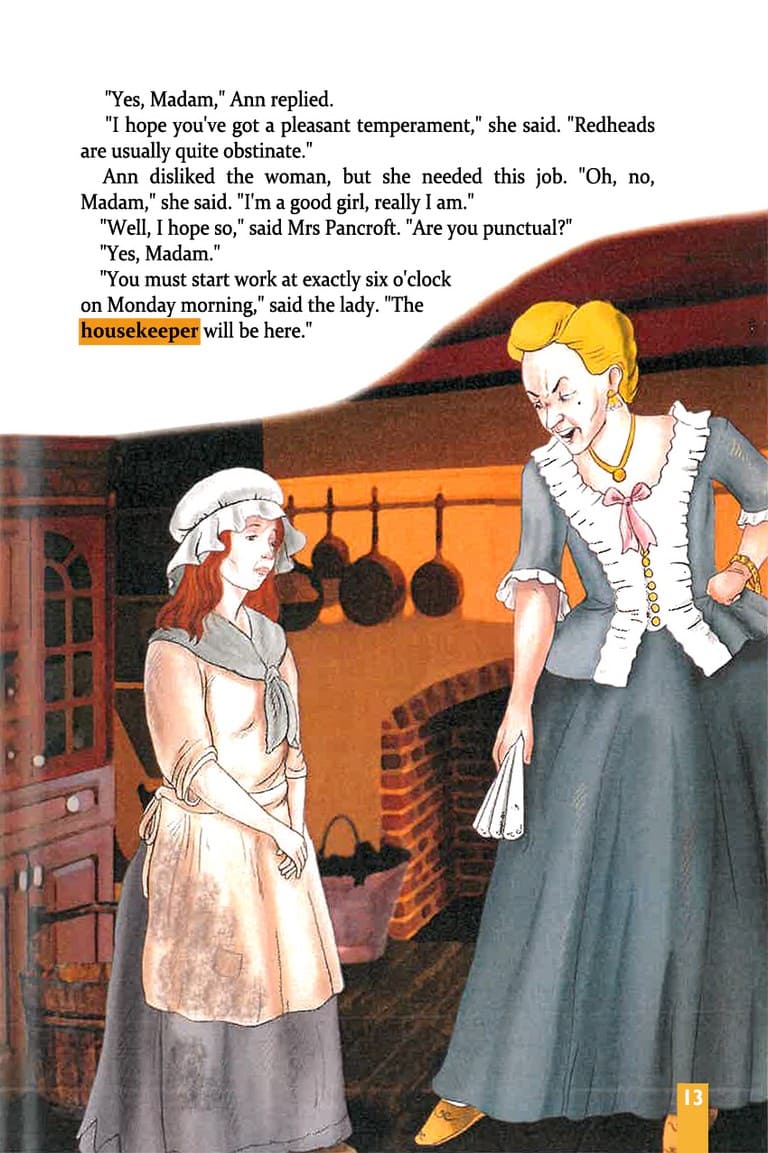 "Yes, Madam," Ann replied.
"I hope you've got a pleasant temperament," she said. "Redheads
are usually quite obstinate."
Ann disliked the woman, but she needed this job. "Oh, no,
Madam," she said. "I'm a good girl, really I am."
"Well, I hope so," said Mrs Pancroft. "Are you punctual?"
"Yes, Madam."
"You must start work at exactly six o'clock
on Monday morning," said the lady. "The
housekeeper will be here."
13